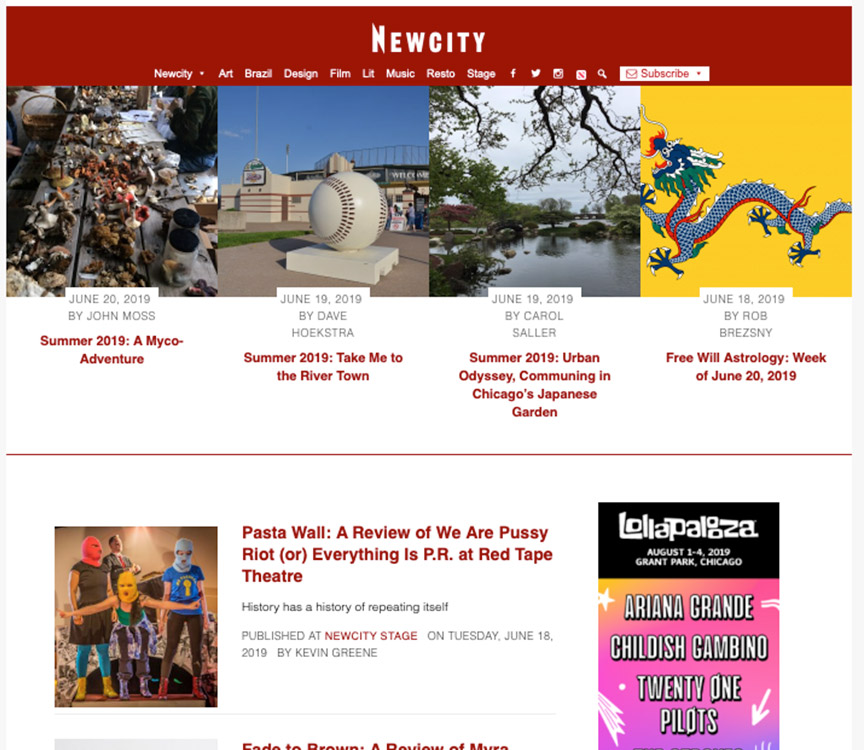 NEWCITY
Newcity Art Brazil Design Film Lit Music Resto Stage Subscribe
WELCOME
JUNE 20, 2019
BY JOHN MOSS
Summer 2019: A Myco-
Adventure
JUNE 19, 2019
BY DAVE
HOEKSTRA
Summer 2019: Take Me to
the River Town
JUNE 19, 2019
BY CAROL
SALLER
Summer 2019: Urban
Odyssey, Communing in
Chicago's Japanese
Garden
JUNE 18, 2019
BY ROB
BREZSNY
Free Will Astrology: Week
of June 20, 2019
Pasta Wall: A Review of We Are Pussy
Riot (or) Everything Is P.R. at Red Tape
Theatre
History has a history of repeating itself
PUBLISHED AT NEWCITY STAGE ON TUESDAY, JUNE 18,
2019 BY KEVIN GREENE
Fade to Brown: A Review of Myra
Lollapalooza
AUGUST 1-4, 2019
GRANT PARK, CHICAGO
ARIANA GRANDE
CHILDISH GAMBINO
TWENTY ØNE
PILØTS